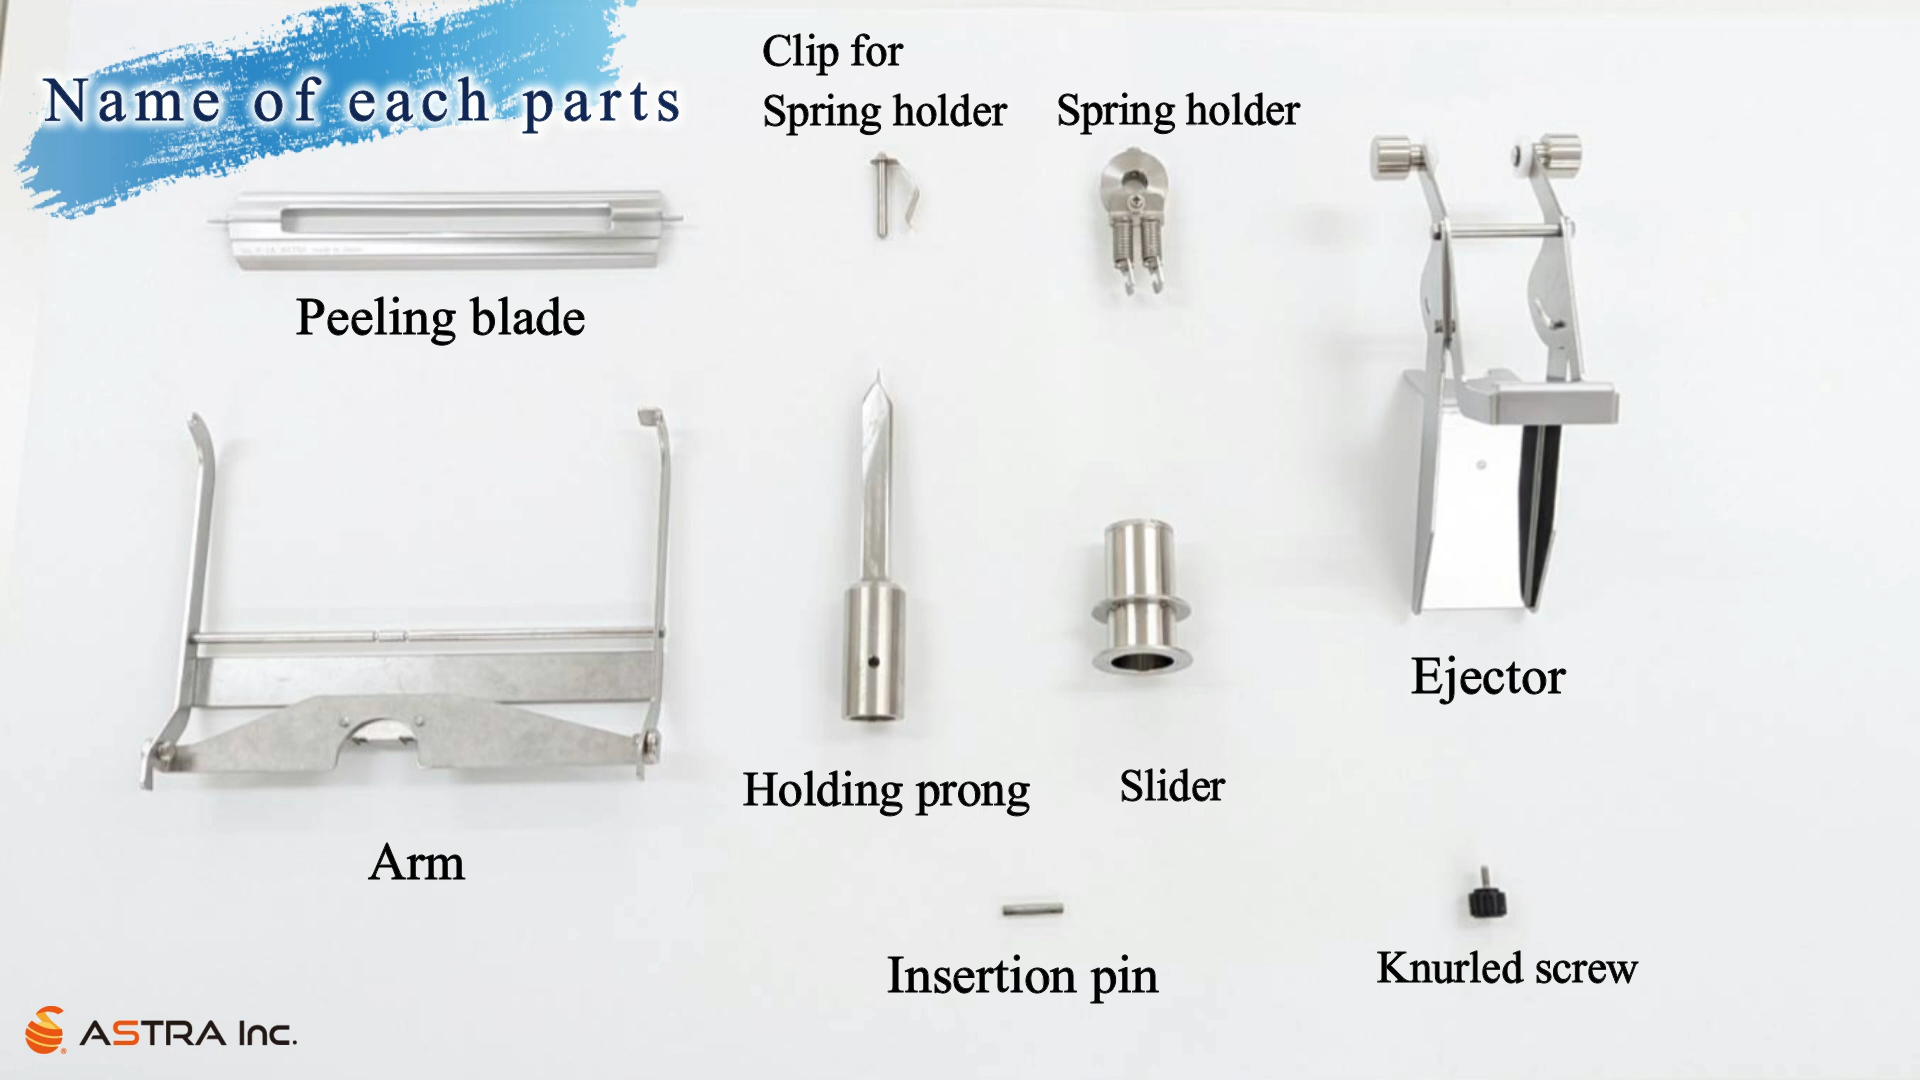 Name of each parts
Clip for
Spring holder
Spring holder
Peeling blade
Ejector
Holding prong
Slider
Arm
Insertion pin
Knurled screw
ASTRA Inc.